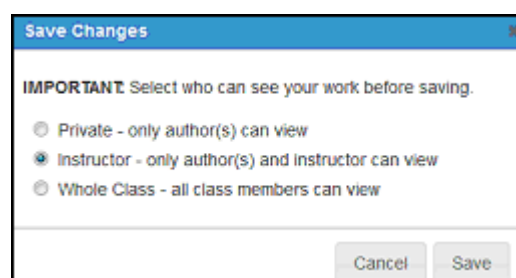 Save Changes
IMPORTANT: Select who can see your work before saving.
Private - only author(s) can view
Instructor - only author(s) and instructor can view
Whole Class - all class members can view
Cancel Save